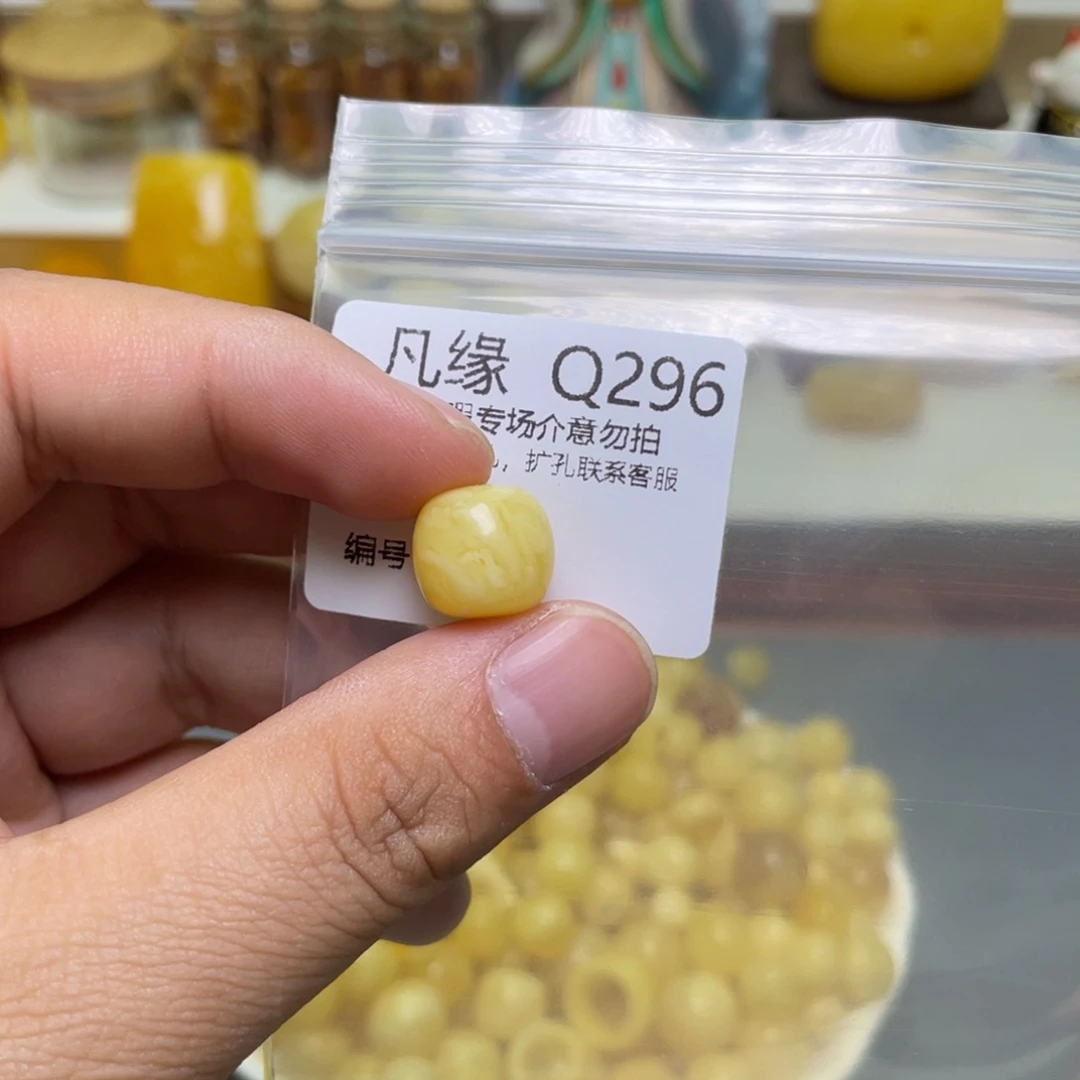 凡缘 Q296
专场介意勿拍
，扩孔联系客服
编号